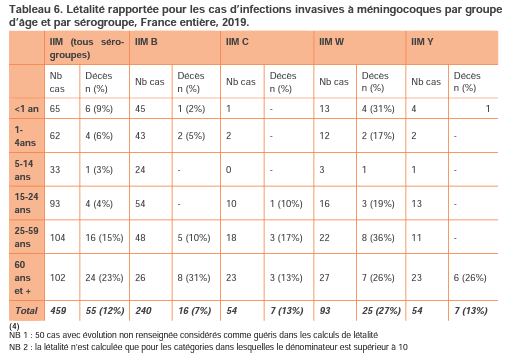 Tableau 6. Létalité rapportée pour les cas d'infections invasives à méningocoques par groupe
d'âge et par sérogroupe, France entière, 2019.
IIM (tous séro-groupes) IIM B IIM C IIM W IIM Y
Nb cas Décès n (%) Nb cas Décès n (%) Nb cas Décès n (%) Nb cas Décès n (%) Nb cas Décès n (%)
<1 an 65 6 (9%) 45 1 (2%) 1 - 13 4 (31%) 4 1
1-4ans 62 4 (6%) 43 2 (5%) 2 - 12 2 (17%) 2 -
5-14 ans 33 1 (3%) 24 - 0 - 3 1 1 -
15-24 ans 93 4 (4%) 54 - 10 1 (10%) 16 3 (19%) 13 -
25-59 ans 104 16 (15%) 48 5 (10%) 18 3 (17%) 22 8 (36%) 11 -
60 ans et + 102 24 (23%) 26 8 (31%) 23 3 (13%) 27 7 (26%) 23 6 (26%)
Total 459 55 (12%) 240 16 (7%) 54 7 (13%) 93 25 (27%) 54 7 (13%)
(4)
NB 1 : 50 cas avec évolution non renseignée considérés comme guéris dans les calculs de létalité
NB 2 : la létalité n'est calculée que pour les catégories dans lesquelles le dénominateur est supérieur à 10